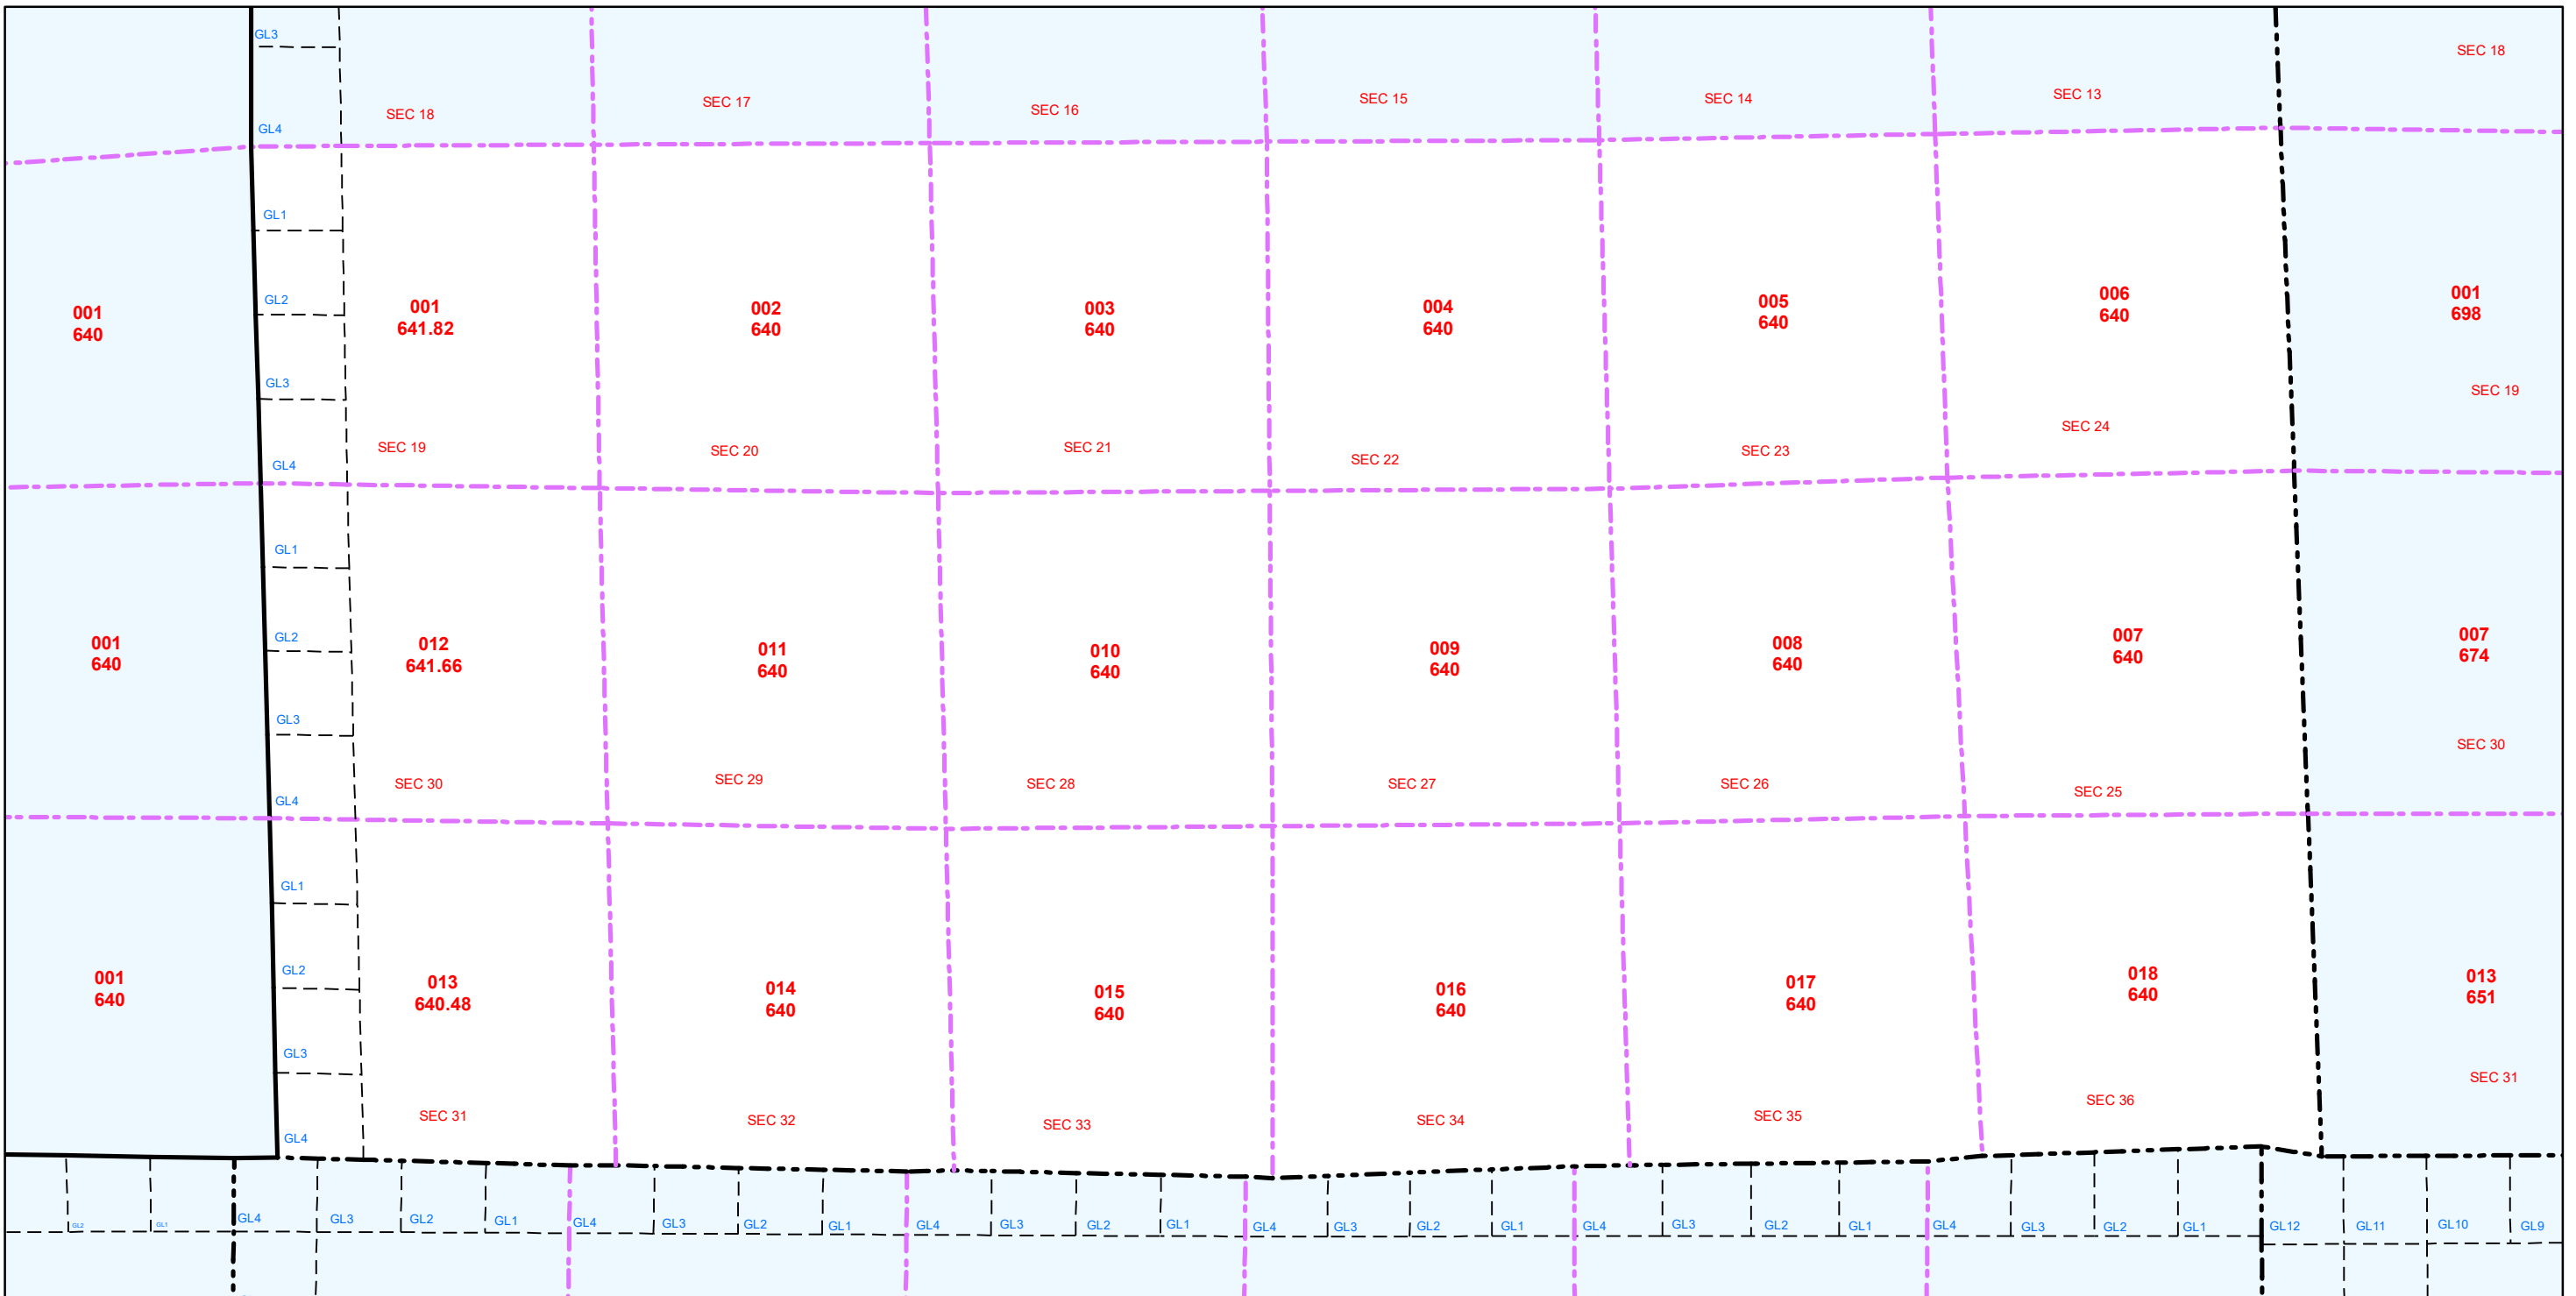 GL3
SEC 18
SEC 17
SEC 16
SEC 15
SEC 14
SEC 13
SEC 18
GL4
GL1
GL2
GL3
GL4
001
640
001
641.82
002
640
003
640
004
640
005
640
006
640
001
698
SEC 19
SEC 20
SEC 21
SEC 22
SEC 23
SEC 24
SEC 19
GL1
GL2
GL3
GL4
001
640
012
641.66
011
640
010
640
009
640
008
640
007
640
007
674
SEC 30
SEC 29
SEC 28
SEC 27
SEC 26
SEC 25
SEC 30
GL1
GL2
GL3
GL4
001
640
013
640.48
014
640
015
640
016
640
017
640
018
640
013
651
SEC 31
SEC 32
SEC 33
SEC 34
SEC 35
SEC 36
SEC 31
GL2
GL1
GL4
GL3
GL2
GL1
GL4
GL3
GL2
GL1
GL4
GL3
GL2
GL1
GL4
GL3
GL2
GL1
GL4
GL3
GL2
GL1
GL4
GL3
GL2
GL1
GL12
GL11
GL10
GL9